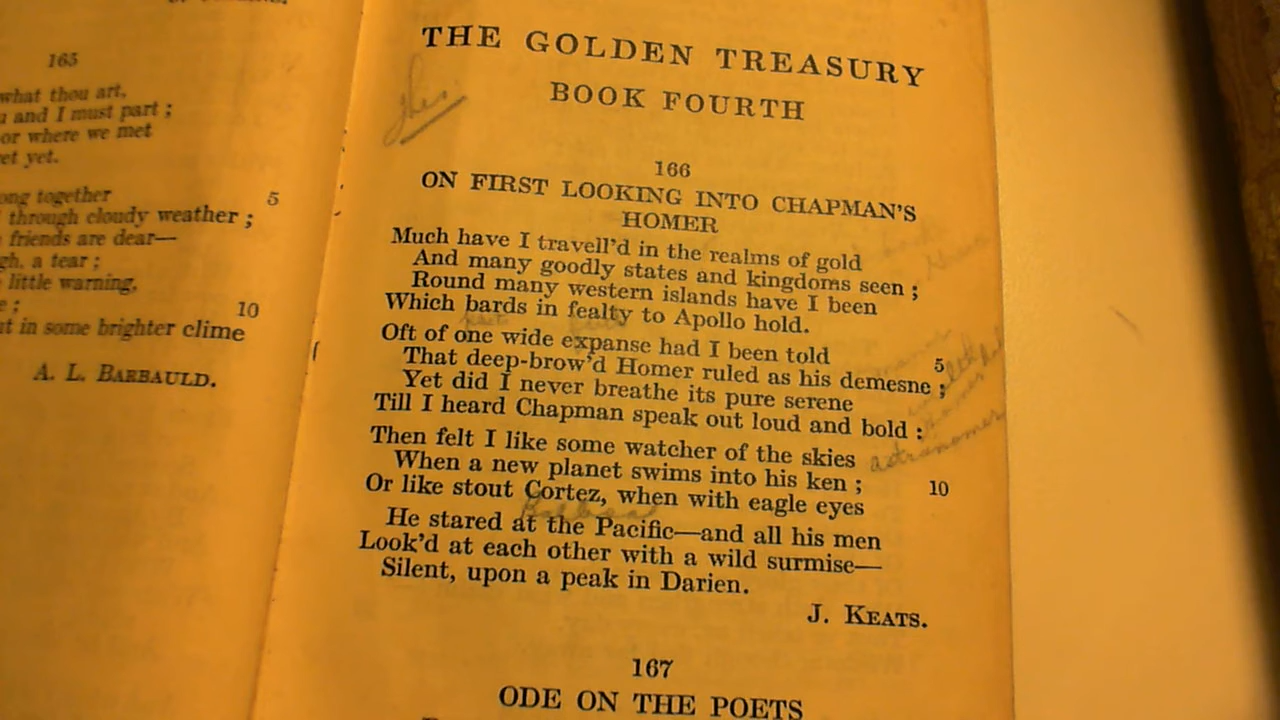 165
what thou art,
and I must part ;
or where we met
yet.
together
5
through cloudy weather ;
friends are dear—
a tear ;
little warning,
10
in some brighter clime
A. L. BARBAULD.
THE GOLDEN TREASURY
BOOK FOURTH
this
166
ON FIRST LOOKING INTO CHAPMAN'S
HOMER
Much have I travell'd in the realms of gold
And many goodly states and kingdoms seen ;
Round many western islands have I been
Which bards in fealty to Apollo hold.
Oft of one wide expanse had I been told
That deep-brow'd Homer ruled as his demesne ;
5
Yet did I never breathe its pure serene
Till I heard Chapman speak out loud and bold :
Then felt I like some watcher of the skies
astronomer
When a new planet swims into his ken ;
10
Or like stout Cortez, when with eagle eyes
Balboa
He stared at the Pacific—and all his men
Look'd at each other with a wild surmise—
Silent, upon a peak in Darien.
J. KEATS.
167
ODE ON THE POETS